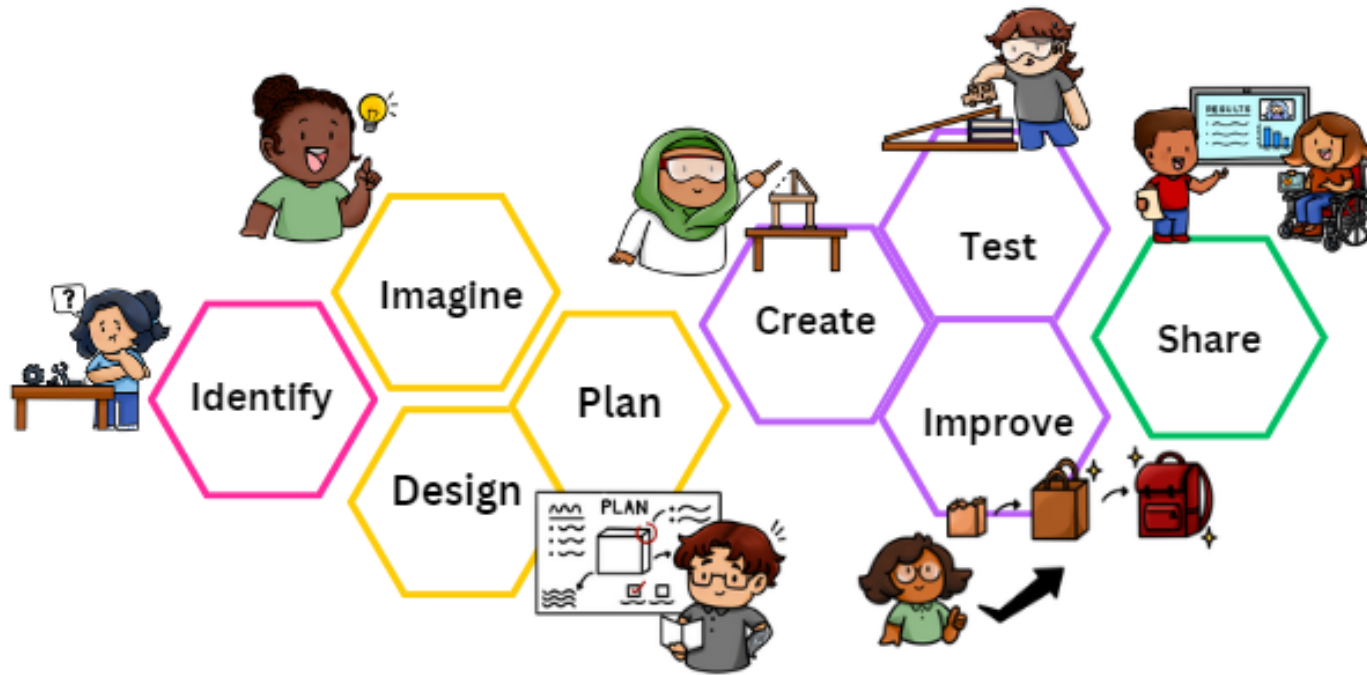 ?
Identify
Imagine
Design
Plan
PLAN
Create
Test
Improve
RESULTS
Share